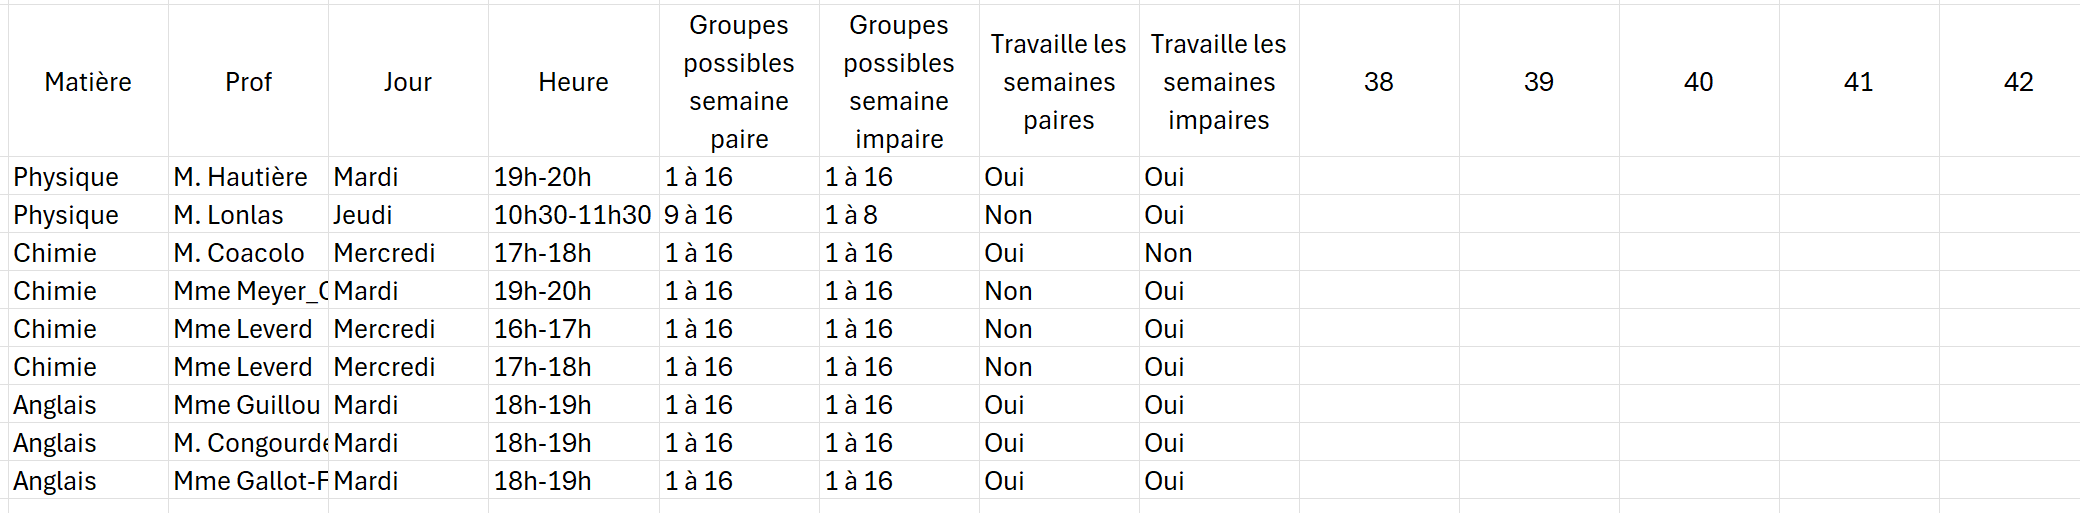 Matière Prof Jour Heure Groupes possibles semaine paire Groupes possibles semaine impaire Travaille les semaines paires Travaille les semaines impaires 38 39 40 41 42
Physique M. Hautière Mardi 19h-20h 1 à 16 1 à 16 Oui Oui
Physique M. Lonlas Jeudi 10h30-11h30 9 à 16 1 à 8 Non Oui
Chimie M. Coacolo Mercredi 17h-18h 1 à 16 1 à 16 Oui Non
Chimie Mme Meyer_ Mardi 19h-20h 1 à 16 1 à 16 Non Oui
Chimie Mme Leverd Mercredi 16h-17h 1 à 16 1 à 16 Non Oui
Chimie Mme Leverd Mercredi 17h-18h 1 à 16 1 à 16 Non Oui
Anglais Mme Guillou Mardi 18h-19h 1 à 16 1 à 16 Oui Oui
Anglais M. Congourd Mardi 18h-19h 1 à 16 1 à 16 Oui Oui
Anglais Mme Gallot- Mardi 18h-19h 1 à 16 1 à 16 Oui Oui